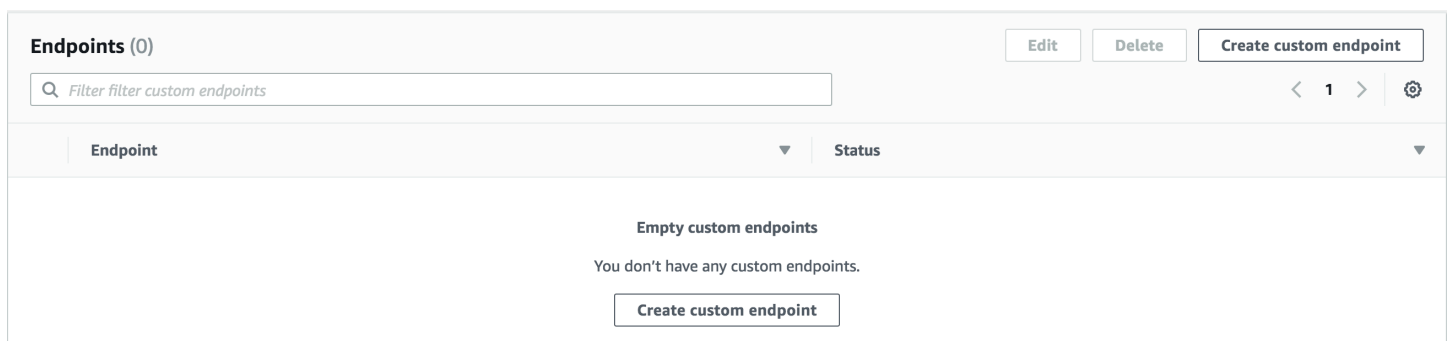 Endpoints (0)
Edit
Delete
Create custom endpoint
Filter filter custom endpoints
1
Endpoint
Status
Empty custom endpoints
You don’t have any custom endpoints.
Create custom endpoint